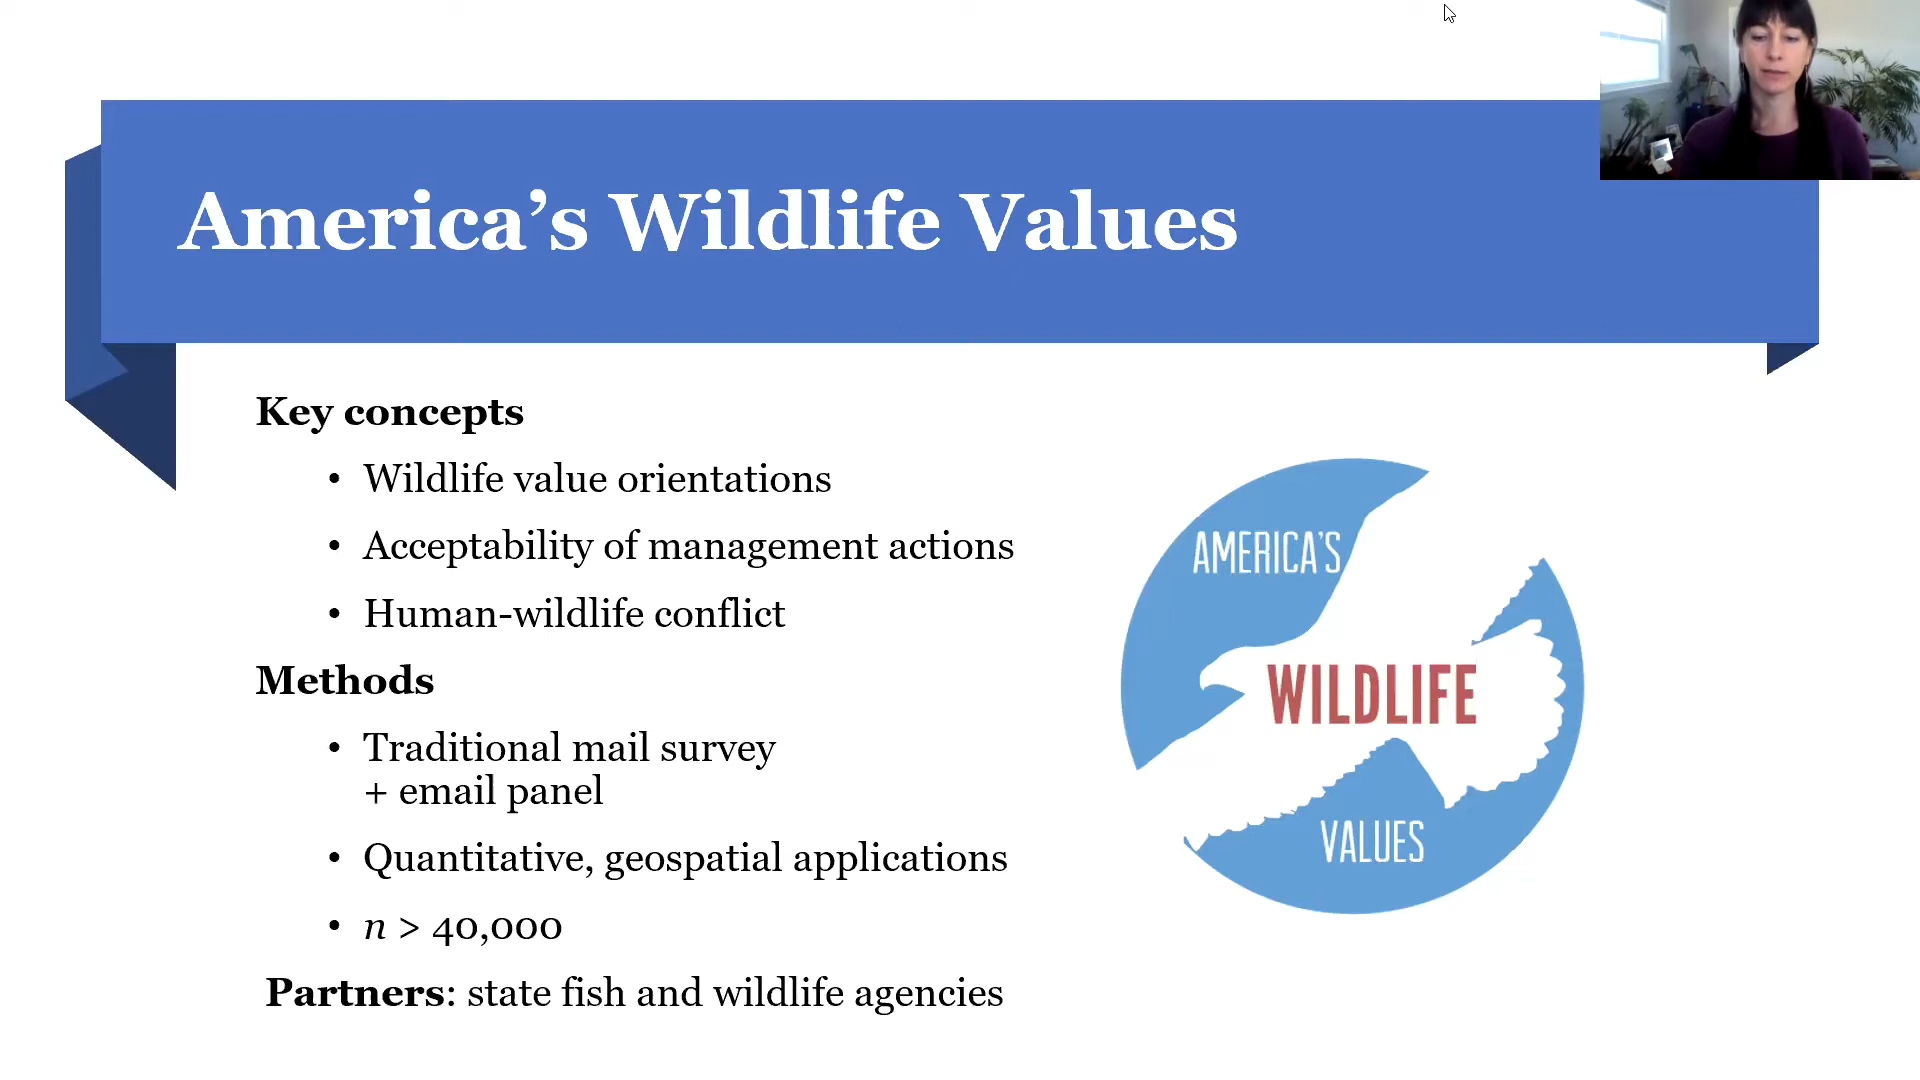 America’s Wildlife Values
Key concepts
• Wildlife value orientations
• Acceptability of management actions
• Human-wildlife conflict
Methods
• Traditional mail survey
+ email panel
• Quantitative, geospatial applications
• n > 40,000
Partners: state fish and wildlife agencies
AMERICA’S
WILDLIFE
VALUES